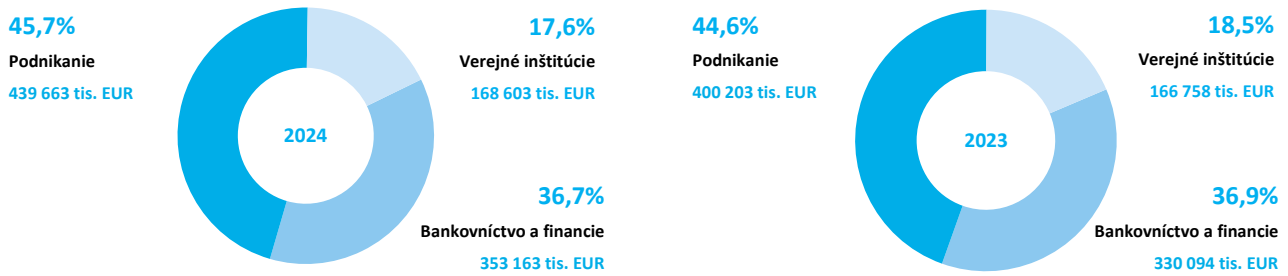 45,7%
Podnikanie
439 663 tis. EUR
17,6%
Verejné inštitúcie
168 603 tis. EUR
2024
36,7%
Bankovníctvo a financie
353 163 tis. EUR
44,6%
Podnikanie
400 203 tis. EUR
18,5%
Verejné inštitúcie
166 758 tis. EUR
2023
36,9%
Bankovníctvo a financie
330 094 tis. EUR